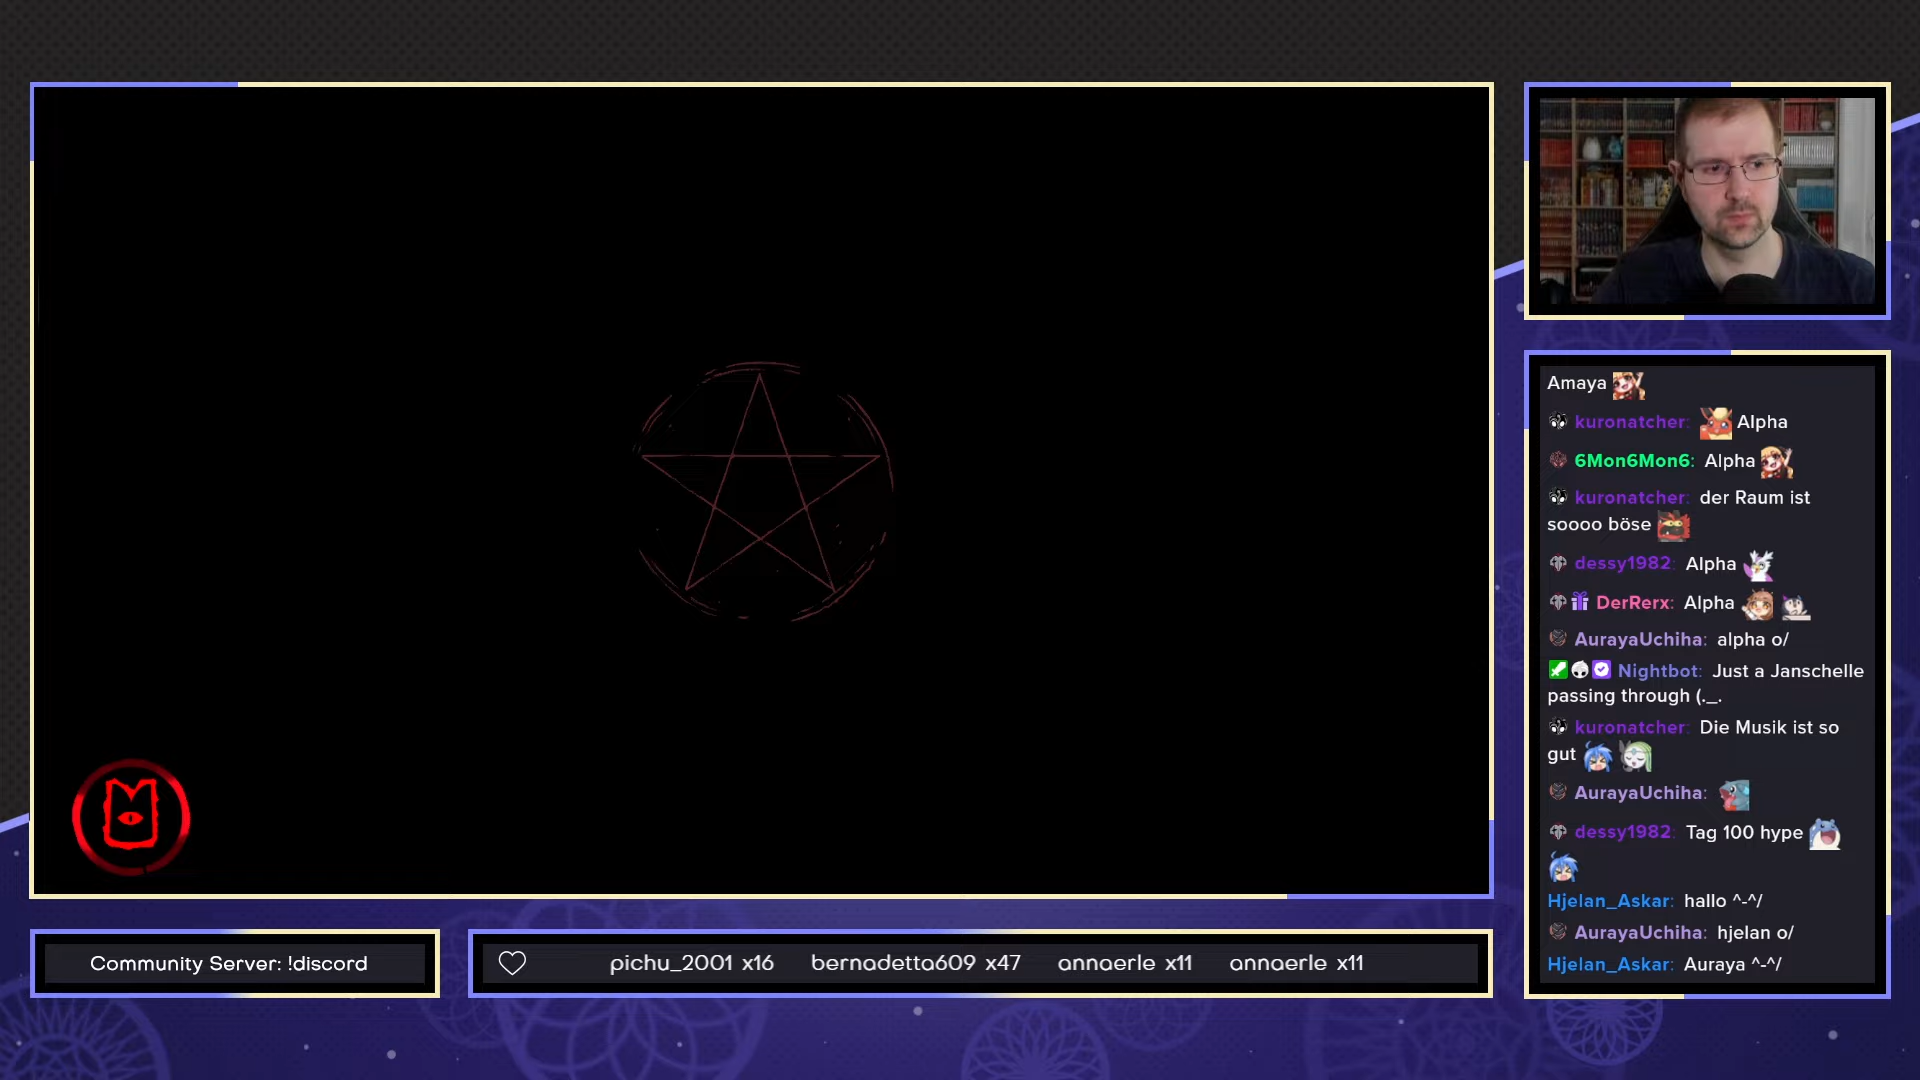 Amaya
kuronatcher: Alpha
6Mon6Mon6: Alpha
kuronatcher: der Raum ist
soooo böse
dessy1982: Alpha
DerRerx: Alpha
AurayaUchiha: alpha o/
Nightbot: Just a Janschelle
passing through (._.
kuronatcher: Die Musik ist so
gut
AurayaUchiha:
dessy1982: Tag 100 hype
Hjelan_Askar: hallo ^-^/
AurayaUchiha: hjelan o/
Hjelan_Askar: Auraya ^-^/
Community Server: !discord
pichu_2001 x16 bernadetta609 x47 annaerle x11 annaerle x11